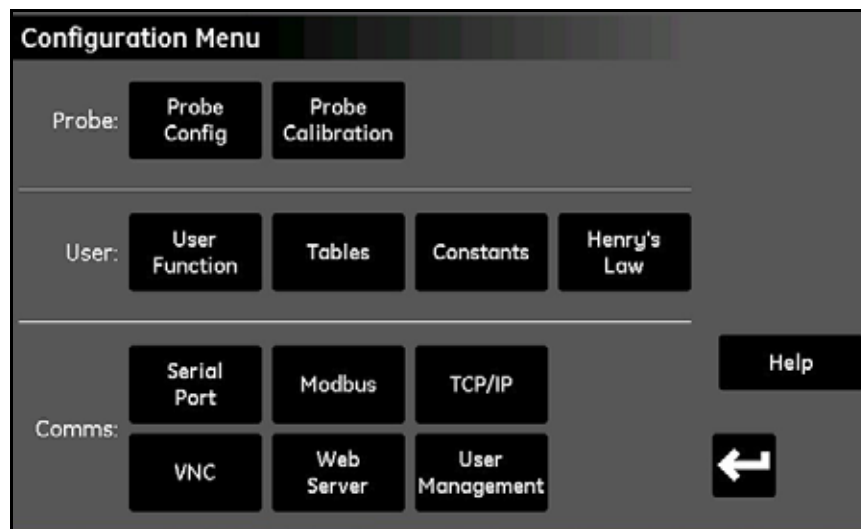 Configuration Menu
Probe:
Probe
Config
Probe
Calibration
User:
User
Function
Tables
Constants
Henry's
Law
Comms:
Serial
Port
Modbus
TCP/IP
VNC
Web
Server
User
Management
Help